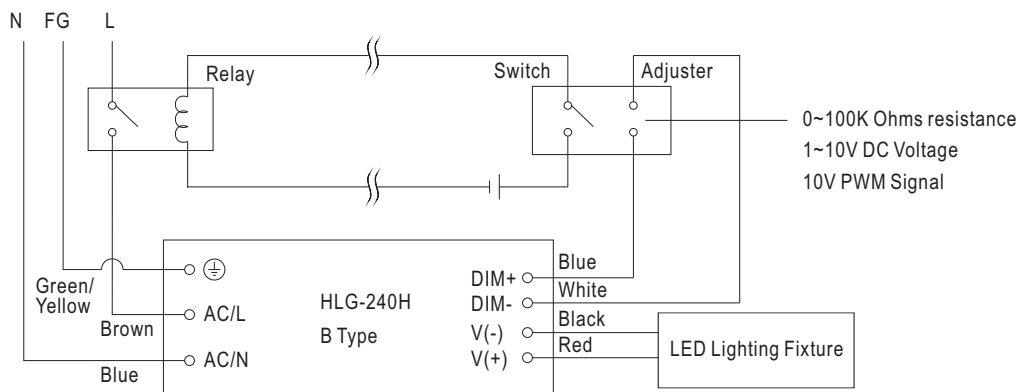 N FG L
Relay
Switch
Adjuster
0~100K Ohms resistance
1~10V DC Voltage
10V PWM Signal
Green/
Yellow
Brown
Blue
AC/L
AC/N
HLG-240H
B Type
DIM+
DIM-
V(-)
V(+)
Blue
White
Black
Red
LED Lighting Fixture